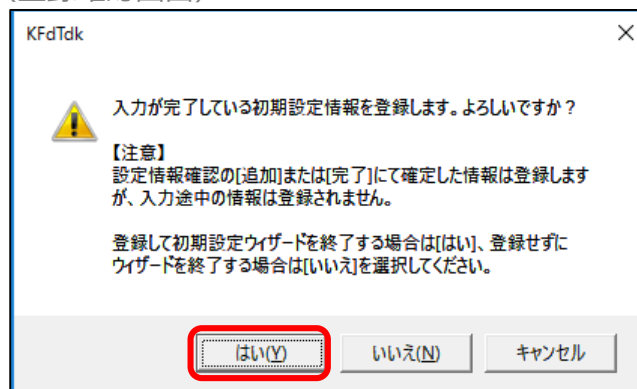 KFdTdk
入力が完了している初期設定情報を登録します。よろしいですか？
【注意】
設定情報確認の[追加]または[完了]にて確定した情報は登録します
が、入力途中の情報は登録されません。
登録して初期設定ウィザードを終了する場合は[はい]、登録せずに
ウィザードを終了する場合は[いいえ]を選択してください。
はい(Y)
いいえ(N)
キャンセル